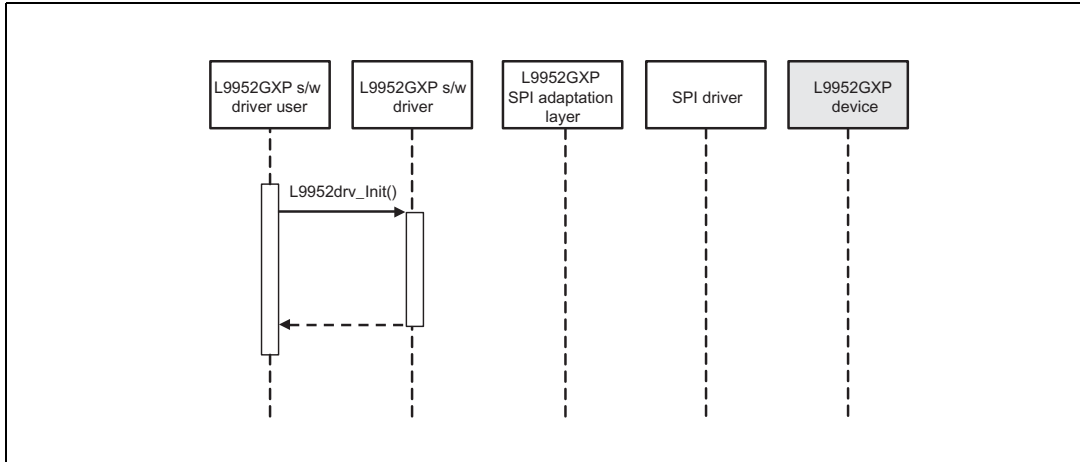 L9952GXP s/w
driver user
L9952GXP s/w
driver
L9952GXP
SPI adaptation
layer
SPI driver
L9952GXP
device
L9952drv_Init()